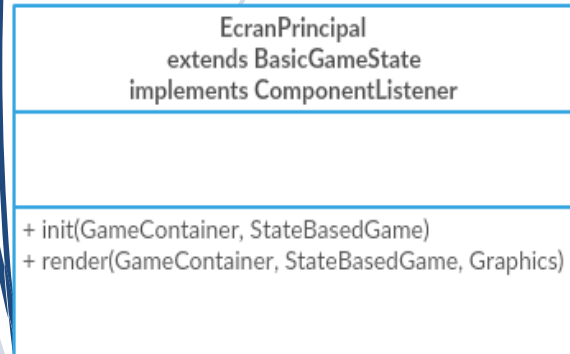 EcranPrincipal
extends BasicGameState
implements ComponentListener
+ init(GameContainer, StateBasedGame)
+ render(GameContainer, StateBasedGame, Graphics)